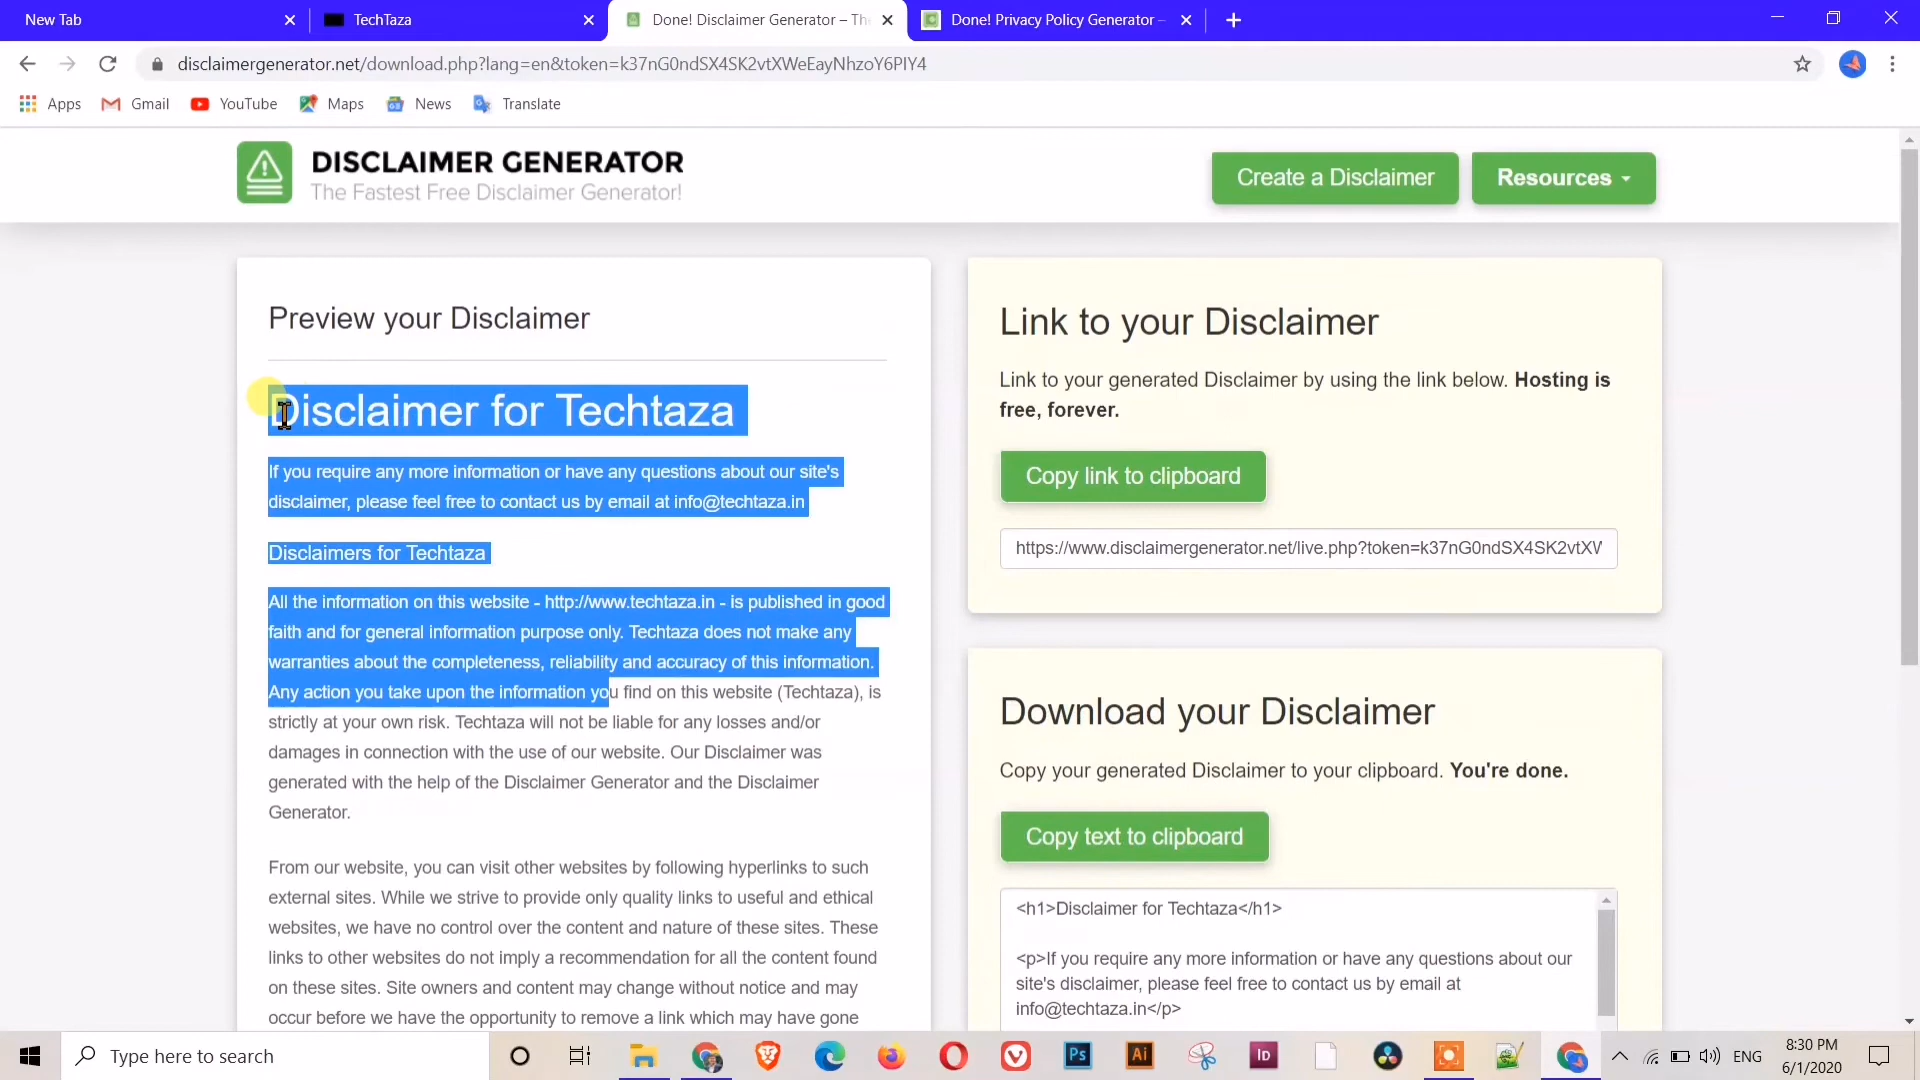 New Tab
TechTaza
Done! Disclaimer Generator – The
Done! Privacy Policy Generator –
disclaimergenerator.net/download.php?lang=en&token=k37nG0ndSX4SK2vtXWeEayNhzoY6PIY4
Apps
Gmail
YouTube
Maps
News
Translate
DISCLAIMER GENERATOR
The Fastest Free Disclaimer Generator!
Create a Disclaimer
Resources
Preview your Disclaimer
Disclaimer for Techtaza
If you require any more information or have any questions about our site's
disclaimer, please feel free to contact us by email at info@techtaza.in
Disclaimers for Techtaza
All the information on this website - http://www.techtaza.in - is published in good
faith and for general information purpose only. Techtaza does not make any
warranties about the completeness, reliability and accuracy of this information.
Any action you take upon the information you find on this website (Techtaza), is
strictly at your own risk. Techtaza will not be liable for any losses and/or
damages in connection with the use of our website. Our Disclaimer was
generated with the help of the Disclaimer Generator and the Disclaimer
Generator.
From our website, you can visit other websites by following hyperlinks to such
external sites. While we strive to provide only quality links to useful and ethical
websites, we have no control over the content and nature of these sites. These
links to other websites do not imply a recommendation for all the content found
on these sites. Site owners and content may change without notice and may
occur before we have the opportunity to remove a link which may have gone
Link to your Disclaimer
Link to your generated Disclaimer by using the link below. Hosting is
free, forever.
Copy link to clipboard
https://www.disclaimergenerator.net/live.php?token=k37nG0ndSX4SK2vtXW
Download your Disclaimer
Copy your generated Disclaimer to your clipboard. You're done.
Copy text to clipboard
<h1>Disclaimer for Techtaza</h1>
<p>If you require any more information or have any questions about our
site's disclaimer, please feel free to contact us by email at
info@techtaza.in</p>
Type here to search
Ps
Ai
Id
ENG
8:30 PM
6/1/2020